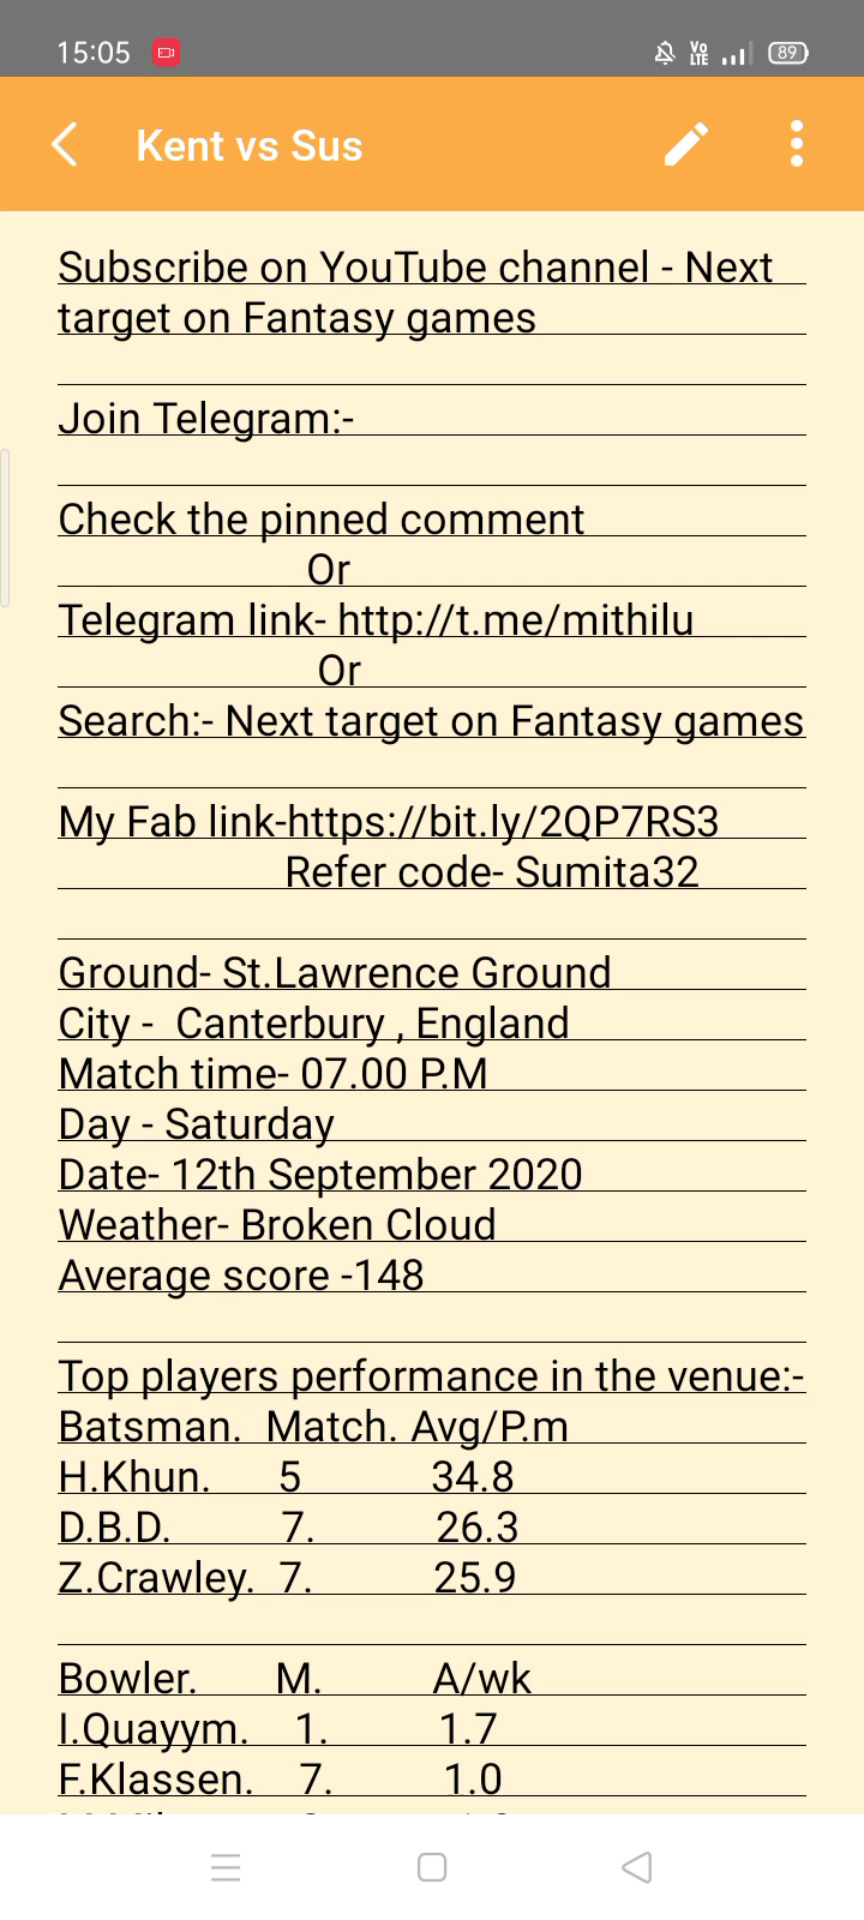 15:05
Vo
LTE
89
Kent vs Sus
Subscribe on YouTube channel - Next
target on Fantasy games
Join Telegram:-
Check the pinned comment
Or
Telegram link- http://t.me/mithilu
Or
Search:- Next target on Fantasy games
My Fab link-https://bit.ly/2QP7RS3
Refer code- Sumita32
Ground- St.Lawrence Ground
City -  Canterbury , England
Match time- 07.00 P.M
Day - Saturday
Date- 12th September 2020
Weather- Broken Cloud
Average score -148
Top players performance in the venue:-
Batsman.  Match. Avg/P.m
H.Khun.      5           34.8
D.B.D.         7.          26.3
Z.Crawley.  7.          25.9
Bowler.       M.         A/wk
I.Quayym.    1.         1.7
F.Klassen.    7.         1.0